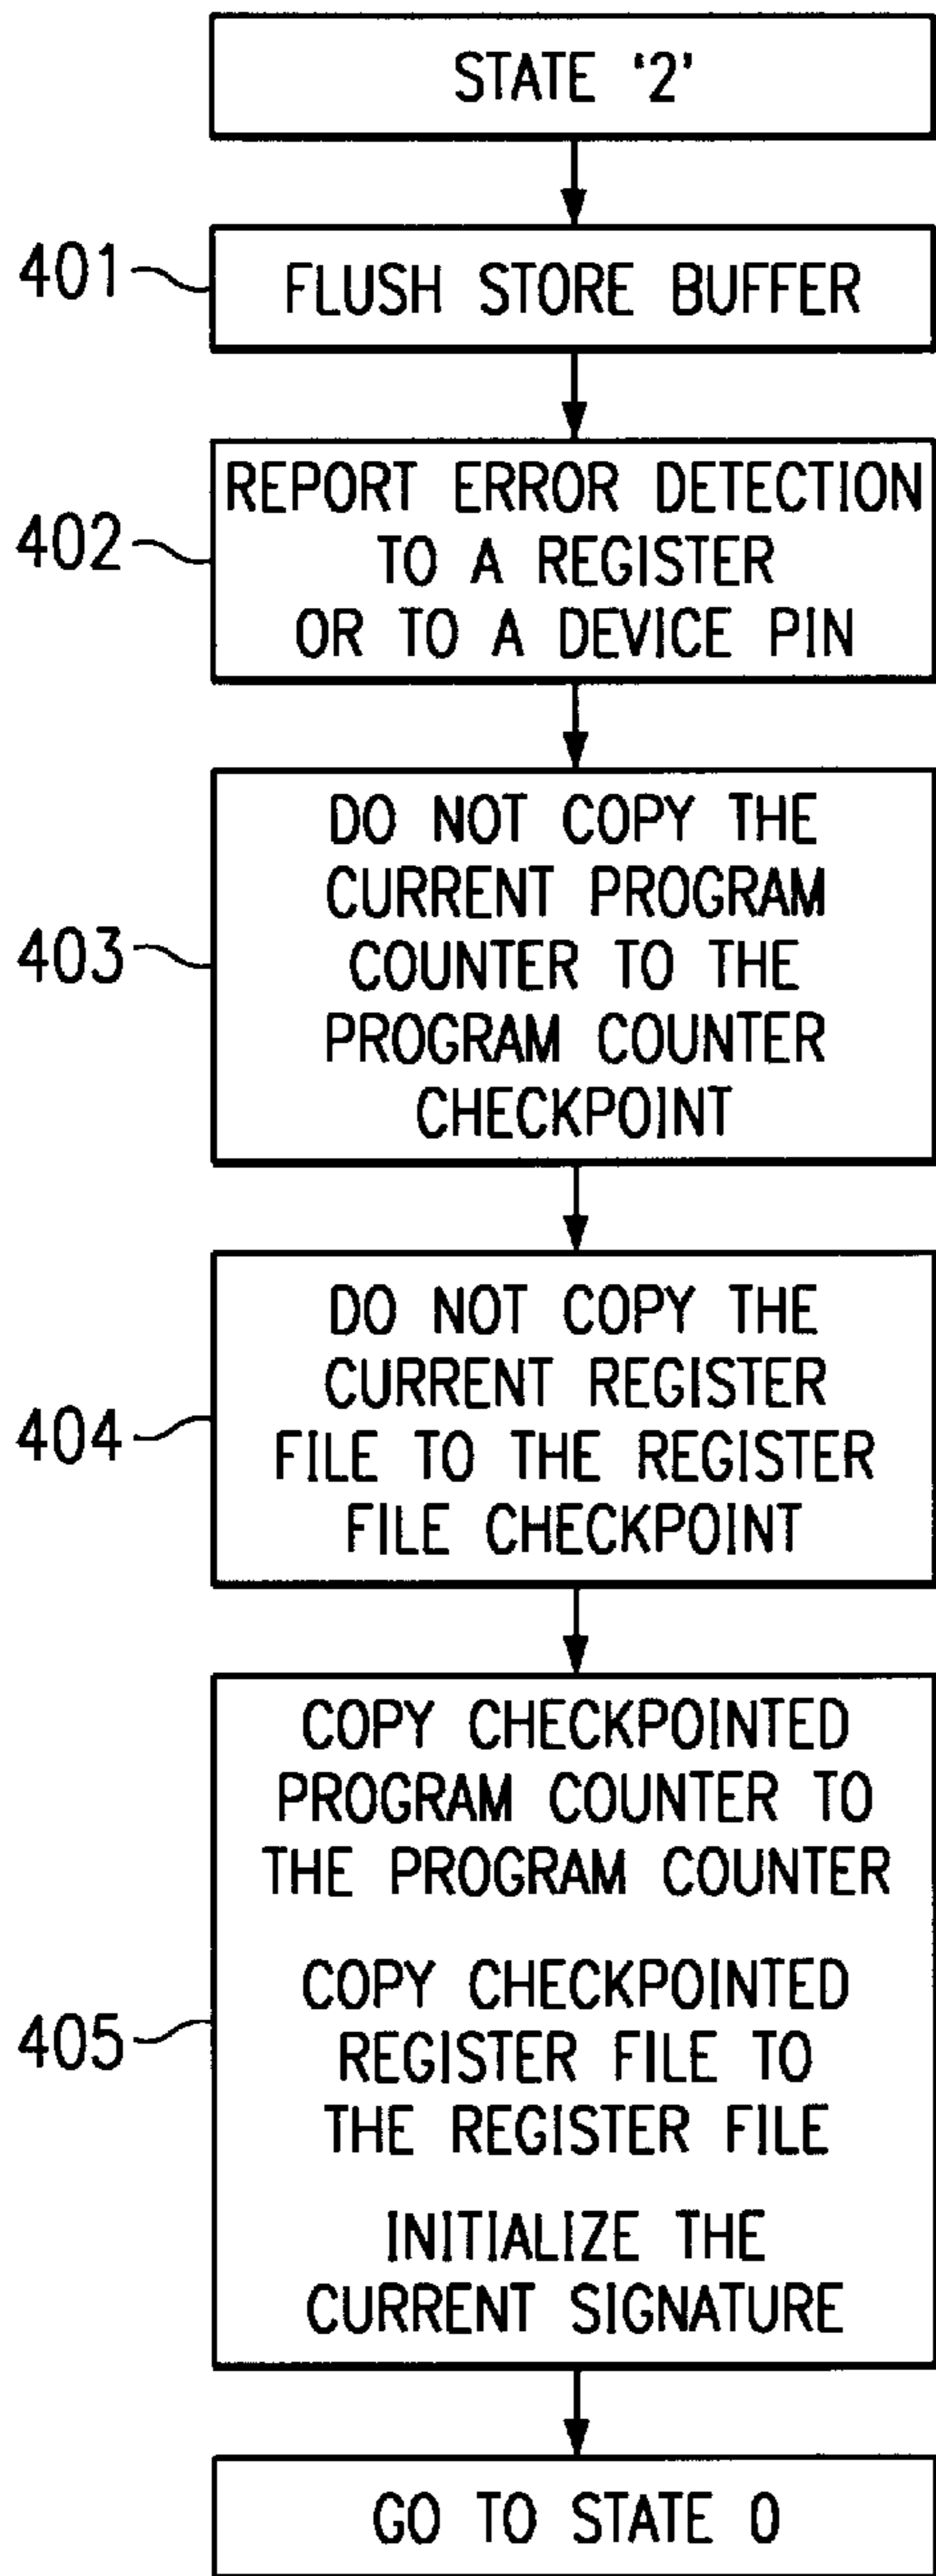 STATE '2'
401
FLUSH STORE BUFFER
402
REPORT ERROR DETECTION
TO A REGISTER
OR TO A DEVICE PIN
403
DO NOT COPY THE
CURRENT PROGRAM
COUNTER TO THE
PROGRAM COUNTER
CHECKPOINT
404
DO NOT COPY THE
CURRENT REGISTER
FILE TO THE REGISTER
FILE CHECKPOINT
405
COPY CHECKPOINTED
PROGRAM COUNTER TO
THE PROGRAM COUNTER
COPY CHECKPOINTED
REGISTER FILE TO
THE REGISTER FILE
INITIALIZE THE
CURRENT SIGNATURE
GO TO STATE 0